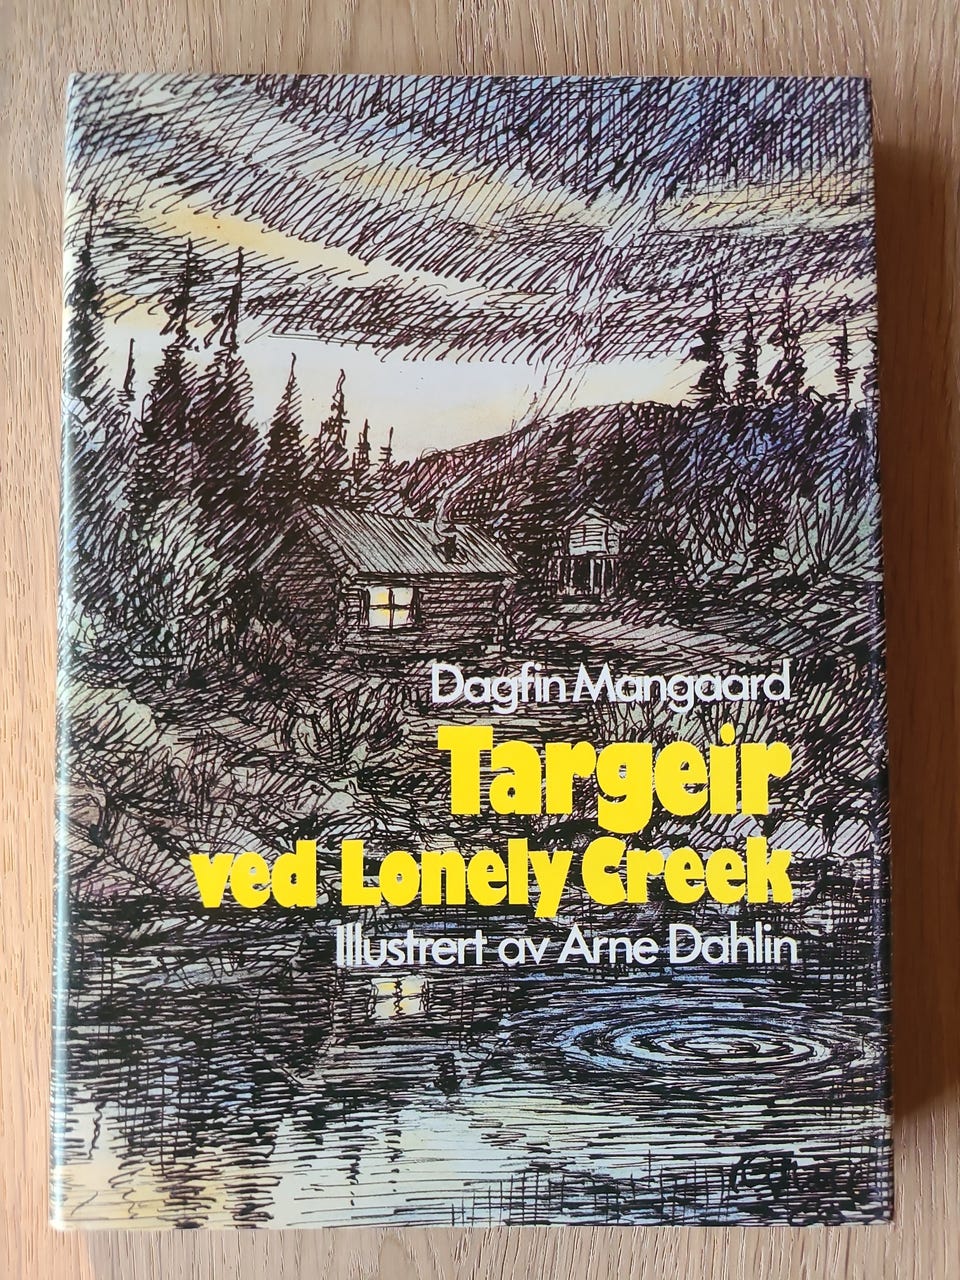 Dagfin Mangaard
Targeir
ved Lonely Creek
Illustrert av Arne Dahlin